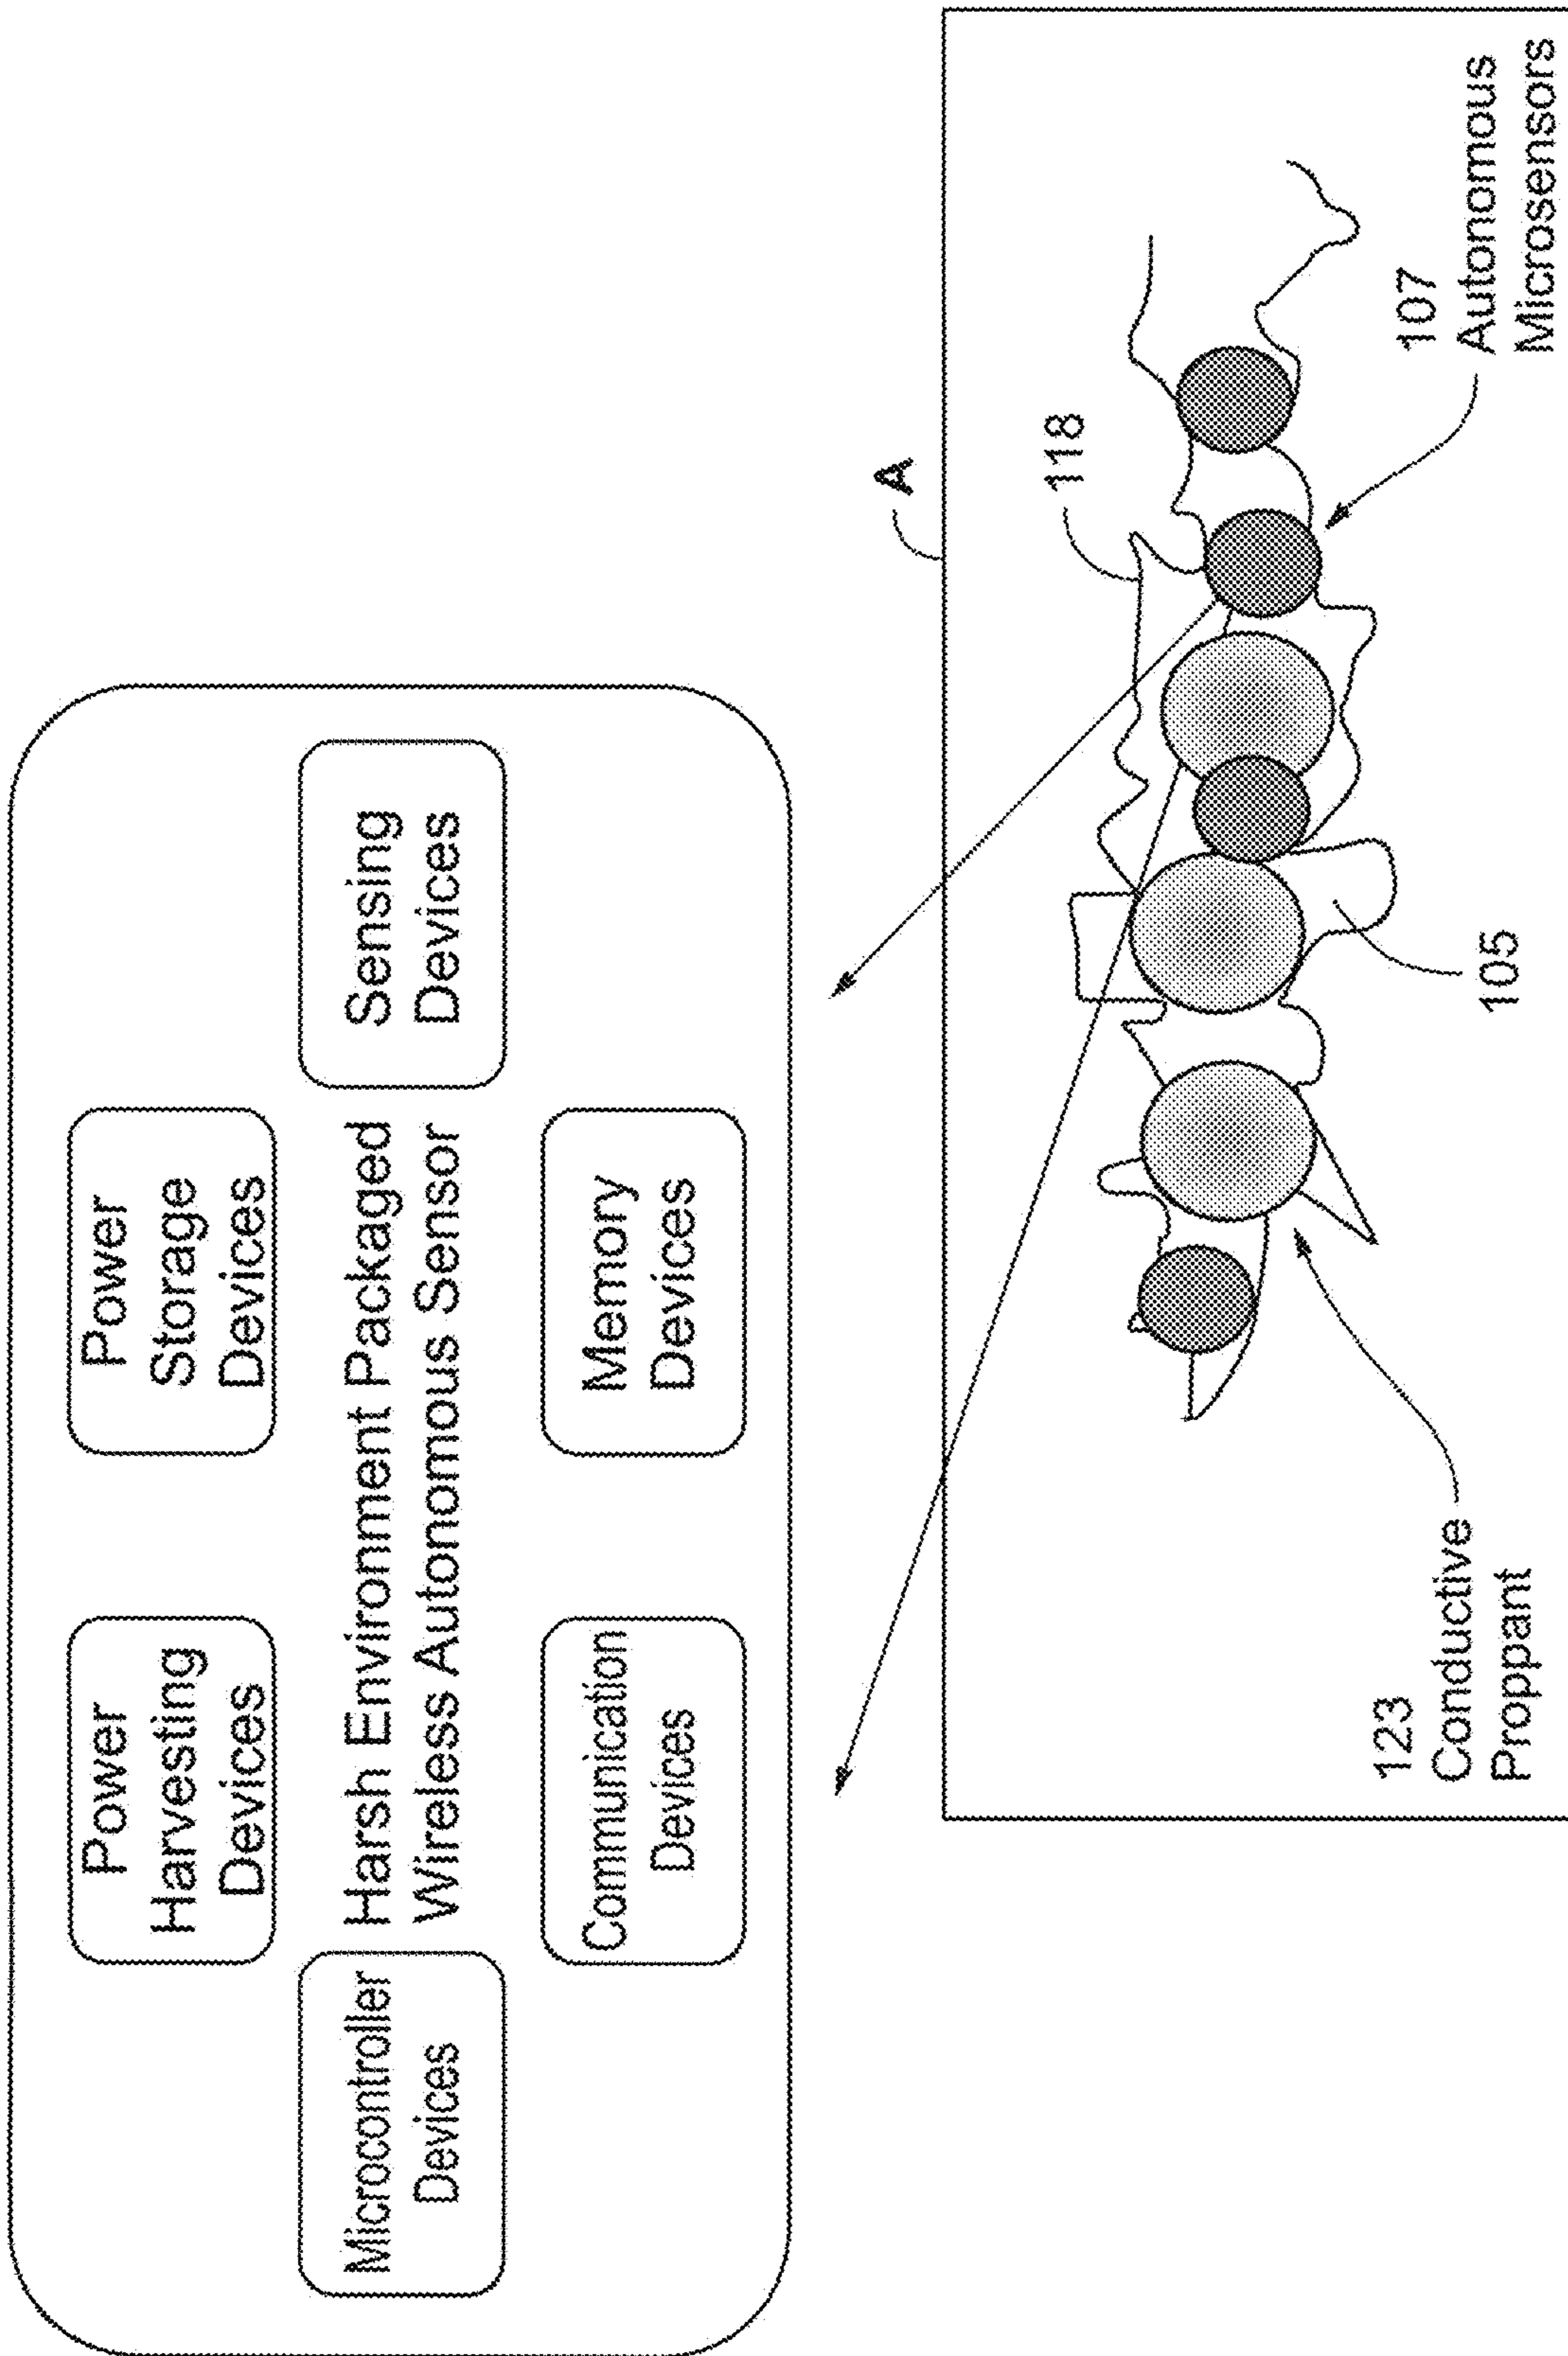 Power
Harvesting
Devices
Power
Storage
Devices
Microcontroller
Devices
Harsh Environment Packaged
Wireless Autonomous Sensor
Sensing
Devices
Communication
Devices
Memory
Devices
A
118
123
Conductive
Proppant
105
107
Autonomous
Microsensors